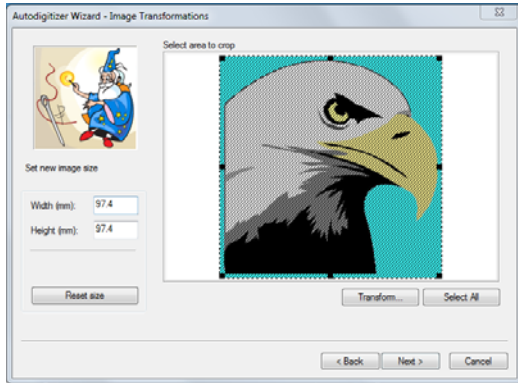 Autodigitizer Wizard - Image Transformations
Select area to crop
Set new image size
Width (mm): 97.4
Height (mm): 97.4
Reset size
Transform... Select All
< Back Next > Cancel